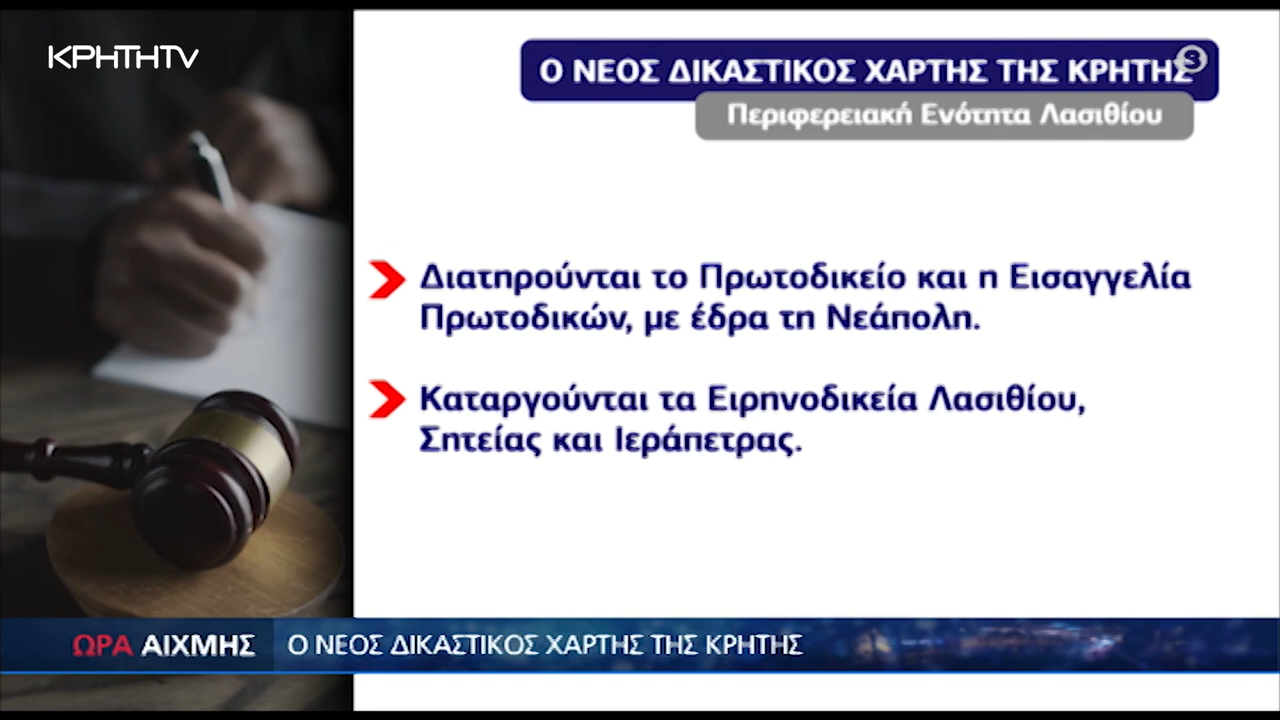 ΚΡΗΤΗTV
Ο ΝΕΟΣ ΔΙΚΑΣΤΙΚΟΣ ΧΑΡΤΗΣ ΤΗΣ ΚΡΗΤΗΣ
Περιφερειακή Ενότητα Λασιθίου
Διατηρούνται το Πρωτοδικείο και η Εισαγγελία
Πρωτοδικών, με έδρα τη Νεάπολη.
Καταργούνται τα Ειρηνοδικεία Λασιθίου,
Σητείας και Ιεράπετρας.
ΩΡΑ ΑΙΧΜΗΣ Ο ΝΕΟΣ ΔΙΚΑΣΤΙΚΟΣ ΧΑΡΤΗΣ ΤΗΣ ΚΡΗΤΗΣ